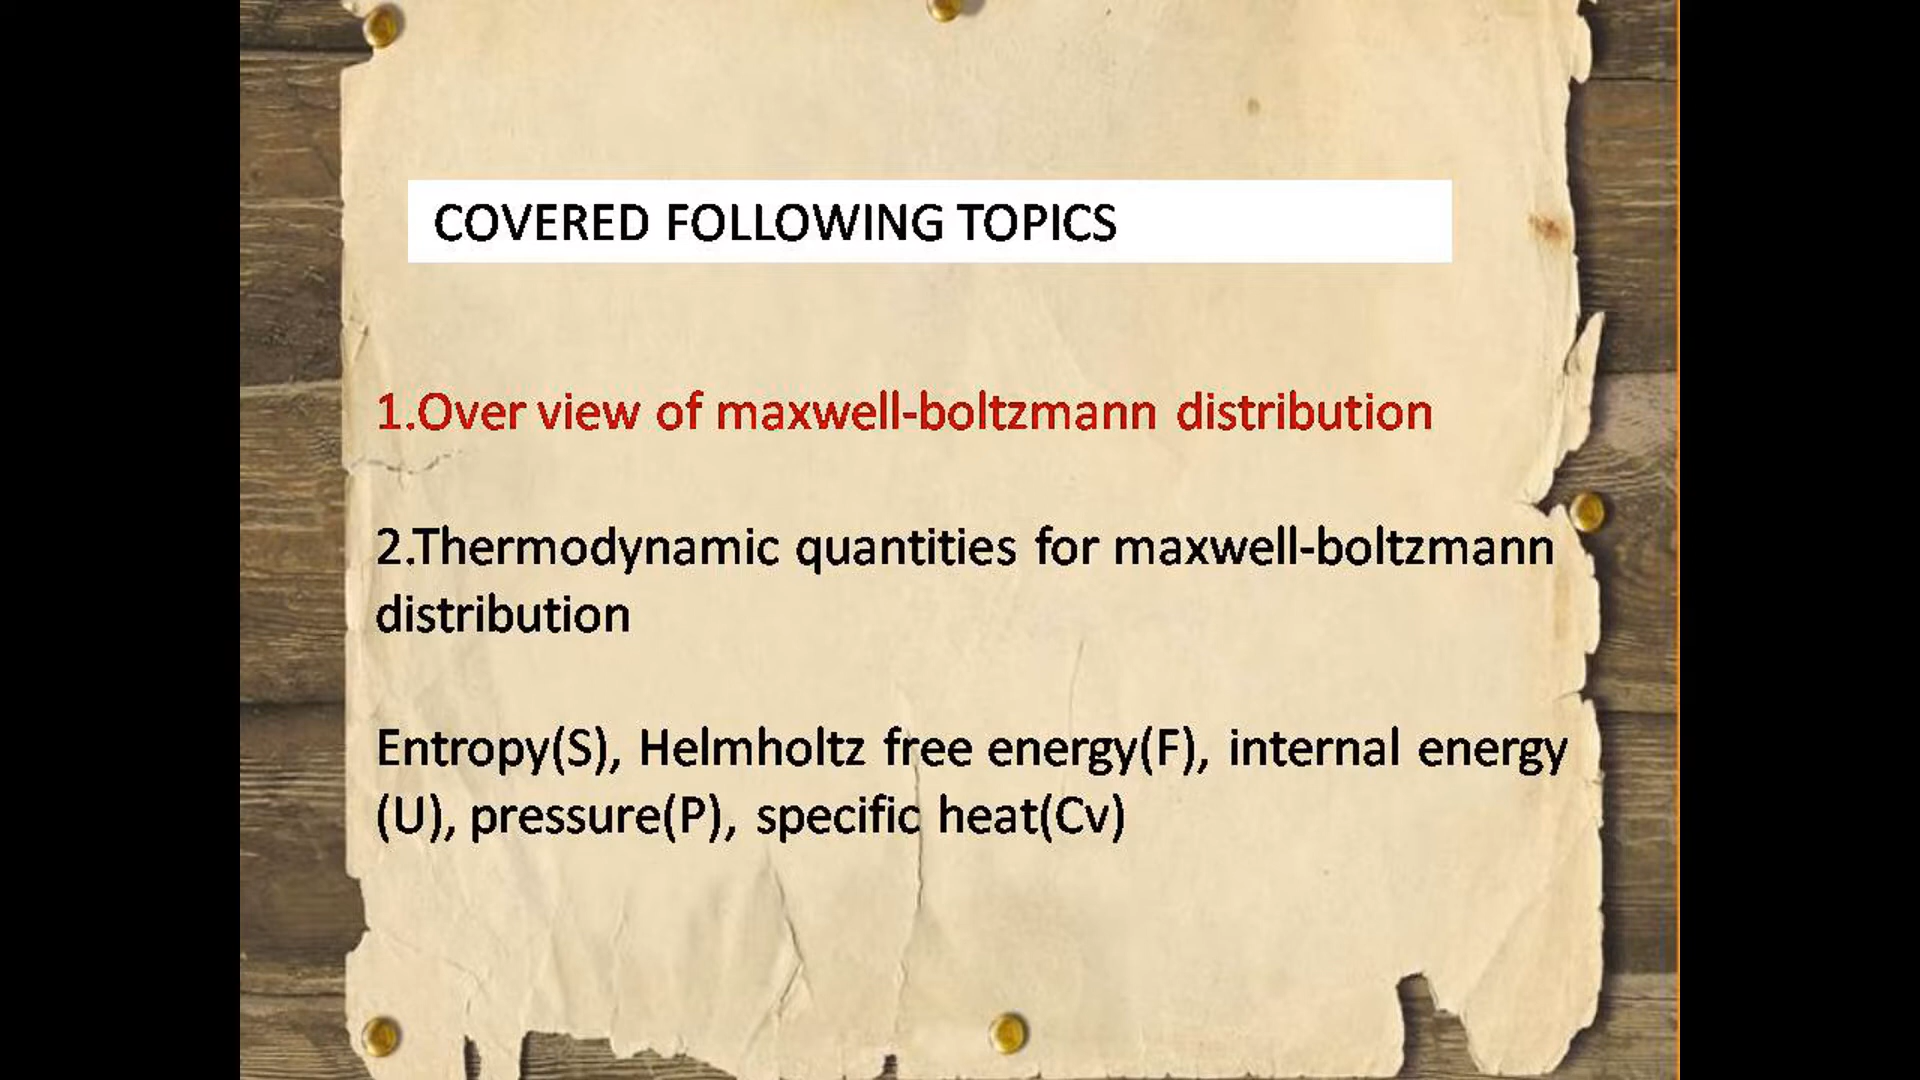 COVERED FOLLOWING TOPICS
1.Over view of maxwell-boltzmann distribution
2.Thermodynamic quantities for maxwell-boltzmann
distribution
Entropy(S), Helmholtz free energy(F), internal energy
(U), pressure(P), specific heat(Cv)